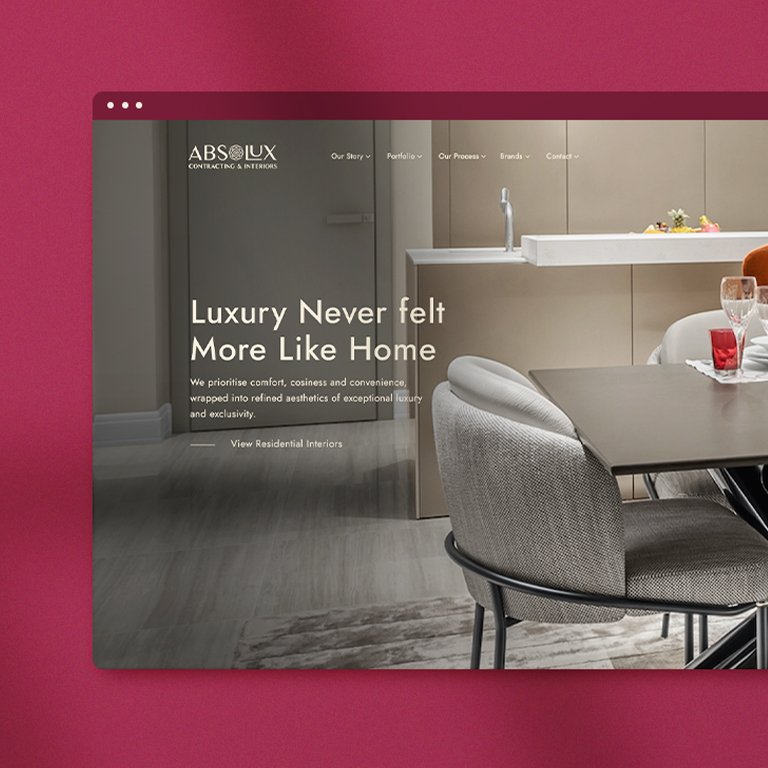 ABSOLUX
CONTRACTING & INTERIORS
Our Story
Portfolio
Our Process
Brands
Contact
Luxury Never felt
More Like Home
We prioritise comfort, cosiness and convenience,
wrapped into refined aesthetics of exceptional luxury
and exclusivity.
View Residential Interiors